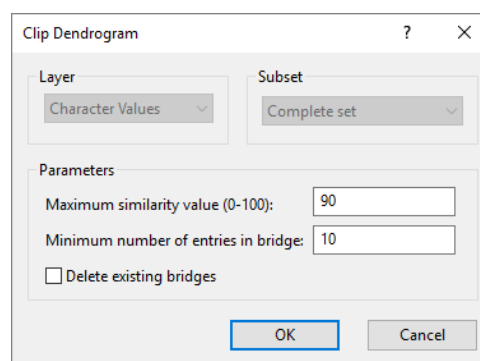 Clip Dendrogram
Layer
Character Values
Subset
Complete set
Parameters
Maximum similarity value (0-100): 90
Minimum number of entries in bridge: 10
Delete existing bridges
OK Cancel